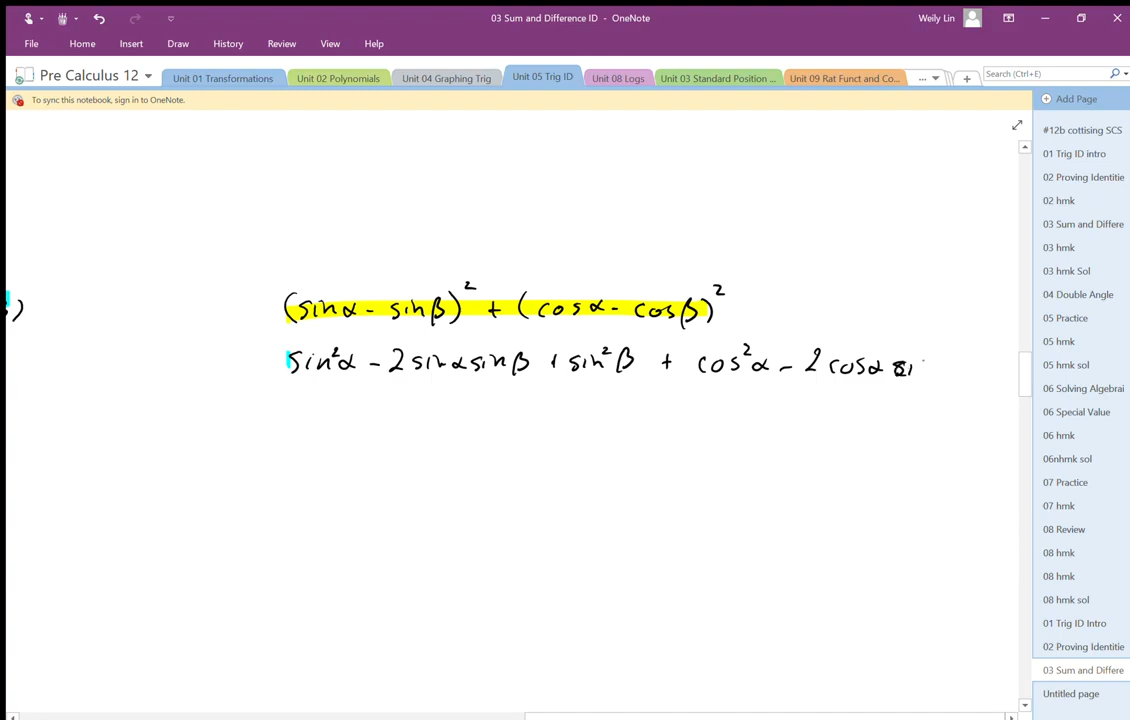 03 Sum and Difference ID - OneNote
Weily Lin
File Home Insert Draw History Review View Help
Pre Calculus 12
Unit 01 Transformations
Unit 02 Polynomials
Unit 04 Graphing Trig
Unit 05 Trig ID
Unit 08 Logs
Unit 03 Standard Position ...
Unit 09 Rat Funct and Co...
...
Search (Ctrl+E)
To sync this notebook, sign in to OneNote.
Add Page
#12b cottising SCS
01 Trig ID intro
02 Proving Identitie
02 hmk
03 Sum and Differe
03 hmk
03 hmk Sol
04 Double Angle
05 Practice
05 hmk
05 hmk sol
06 Solving Algebrai
06 Special Value
06 hmk
06nhmk sol
07 Practice
07 hmk
08 Review
08 hmk
08 hmk
08 hmk sol
01 Trig ID Intro
02 Proving Identitie
03 Sum and Differe
Untitled page
)
(sinα - sinβ)² + (cosα - cosβ)²
sin²α - 2 sinα sinβ + sin²β + cos²α - 2 cosα